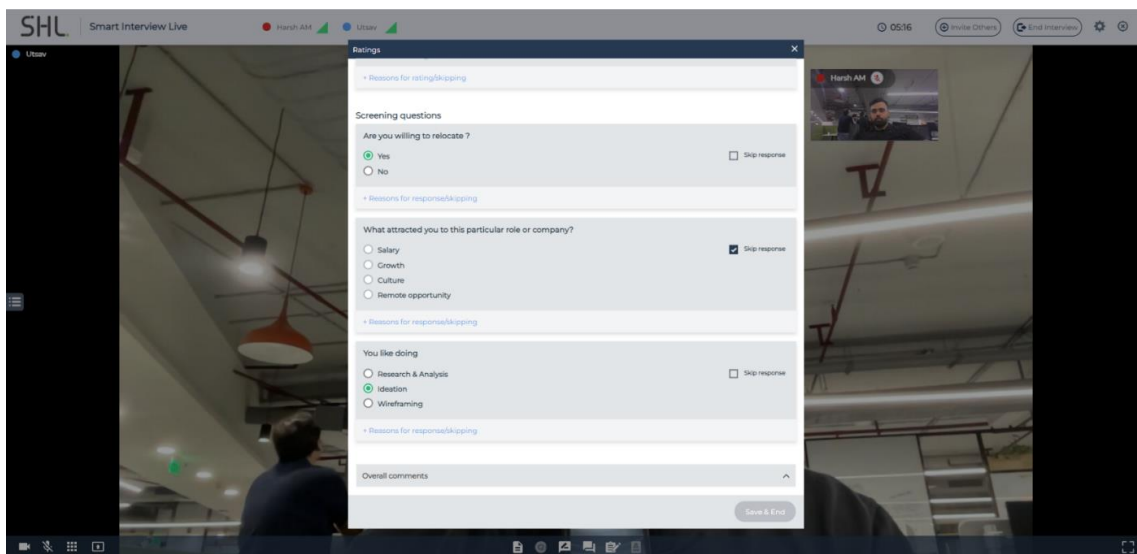 SHL.
Smart Interview Live
Harsh AM
Utsav
05:16
Invite Others
End Interview
Utsav
Ratings
Harsh AM
+ Reasons for rating/skipping
Screening questions
Are you willing to relocate ?
Yes
Skip response
No
+ Reasons for response/skipping
What attracted you to this particular role or company?
Salary
Skip response
Growth
Culture
Remote opportunity
+ Reasons for response/skipping
You like doing
Research & Analysis
Skip response
Ideation
Wireframing
+ Reasons for response/skipping
Overall comments
Save & End